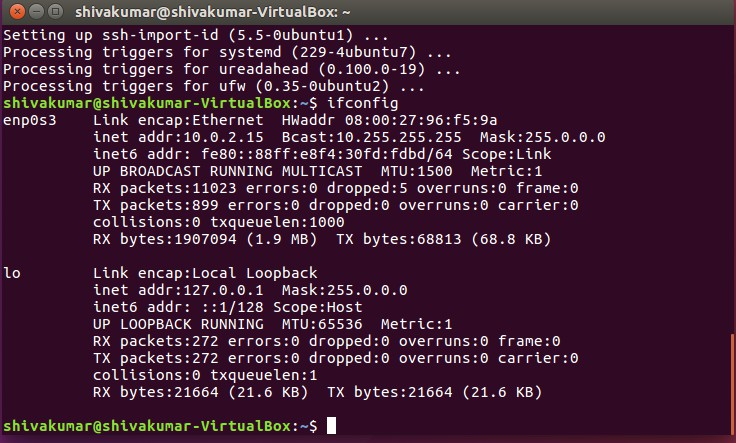 shivakumar@shivakumar-VirtualBox: ~
Setting up ssh-import-id (5.5-0ubuntu1) ...
Processing triggers for systemd (229-4ubuntu7) ...
Processing triggers for ureadahead (0.100.0-19) ...
Processing triggers for ufw (0.35-0ubuntu2) ...
shivakumar@shivakumar-VirtualBox:~$ ifconfig
enp0s3    Link encap:Ethernet  HWaddr 08:00:27:96:f5:9a
          inet addr:10.0.2.15  Bcast:10.255.255.255  Mask:255.0.0.0
          inet6 addr: fe80::88ff:e8f4:30fd:fdbd/64 Scope:Link
          UP BROADCAST RUNNING MULTICAST  MTU:1500  Metric:1
          RX packets:11023 errors:0 dropped:5 overruns:0 frame:0
          TX packets:899 errors:0 dropped:0 overruns:0 carrier:0
          collisions:0 txqueuelen:1000
          RX bytes:1907094 (1.9 MB)  TX bytes:68813 (68.8 KB)

lo        Link encap:Local Loopback
          inet addr:127.0.0.1  Mask:255.0.0.0
          inet6 addr: ::1/128 Scope:Host
          UP LOOPBACK RUNNING  MTU:65536  Metric:1
          RX packets:272 errors:0 dropped:0 overruns:0 frame:0
          TX packets:272 errors:0 dropped:0 overruns:0 carrier:0
          collisions:0 txqueuelen:1
          RX bytes:21664 (21.6 KB)  TX bytes:21664 (21.6 KB)

shivakumar@shivakumar-VirtualBox:~$